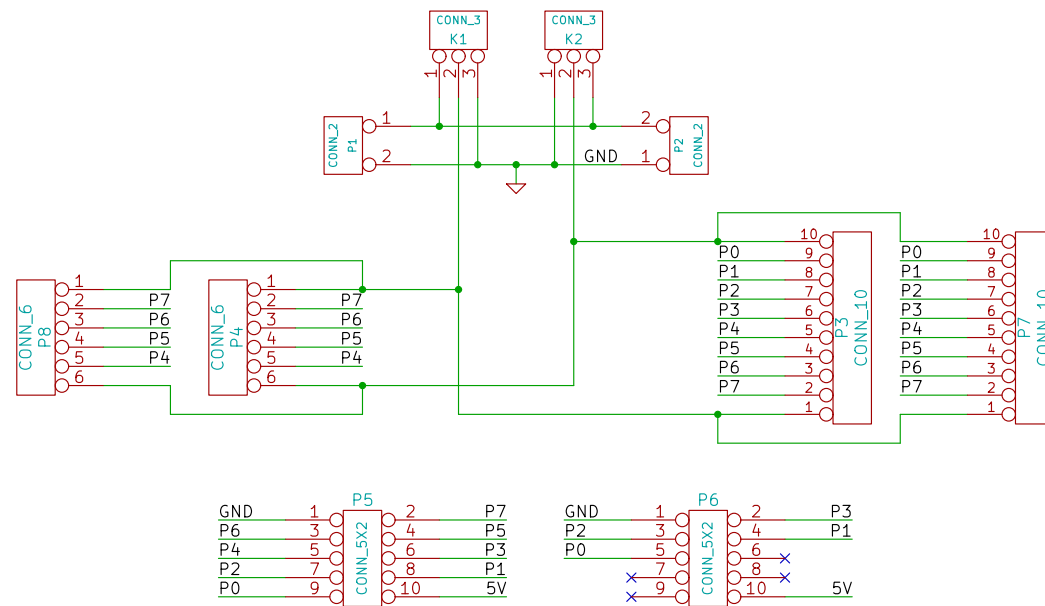 CONN_3
K1
1
2
3
CONN_3
K2
1
2
3
CONN_2
P1
1
2
2
GND
1
P2
CONN_2
CONN_6
P8
1
P7 2
P6 3
P5 4
P4 5
6
CONN_6
P4
1
P7 2
P6 3
P5 4
P4 5
6
10
P0 9
P1 8
P2 7
P3 6
P4 5
P5 4
P6 3
P7 2
1
P3
CONN_10
10
P0 9
P1 8
P2 7
P3 6
P4 5
P5 4
P6 3
P7 2
1
P7
CONN_10
P5
GND 1 2 P7
P6 3 4 P5
P4 5 6 P3
P2 7 8 P1
P0 9 10 5V
CONN_5X2
P6
GND 1 2 P3
P2 3 4 P1
P0 5 6
7 8
9 10 5V
CONN_5X2